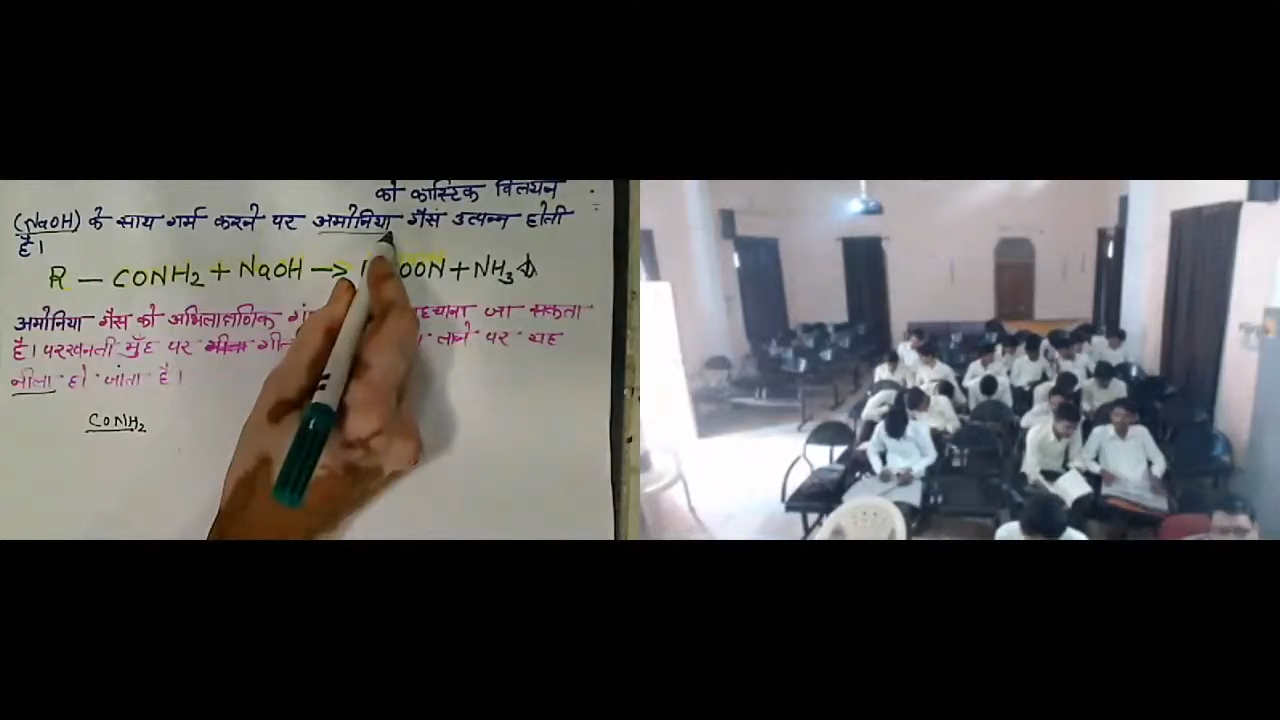 को कास्टिक विलयन
(NaOH) के साथ गर्म करने पर अमोनिया गैस उत्पन्न होती
है।
R — CONH₂ + NaOH → OON + NH₃↑
अमोनिया गैस को अभिलाक्षणिक जा सकता
है। परखनली मुँह पर लाने पर यह
नीला हो जाता है।
CONH₂